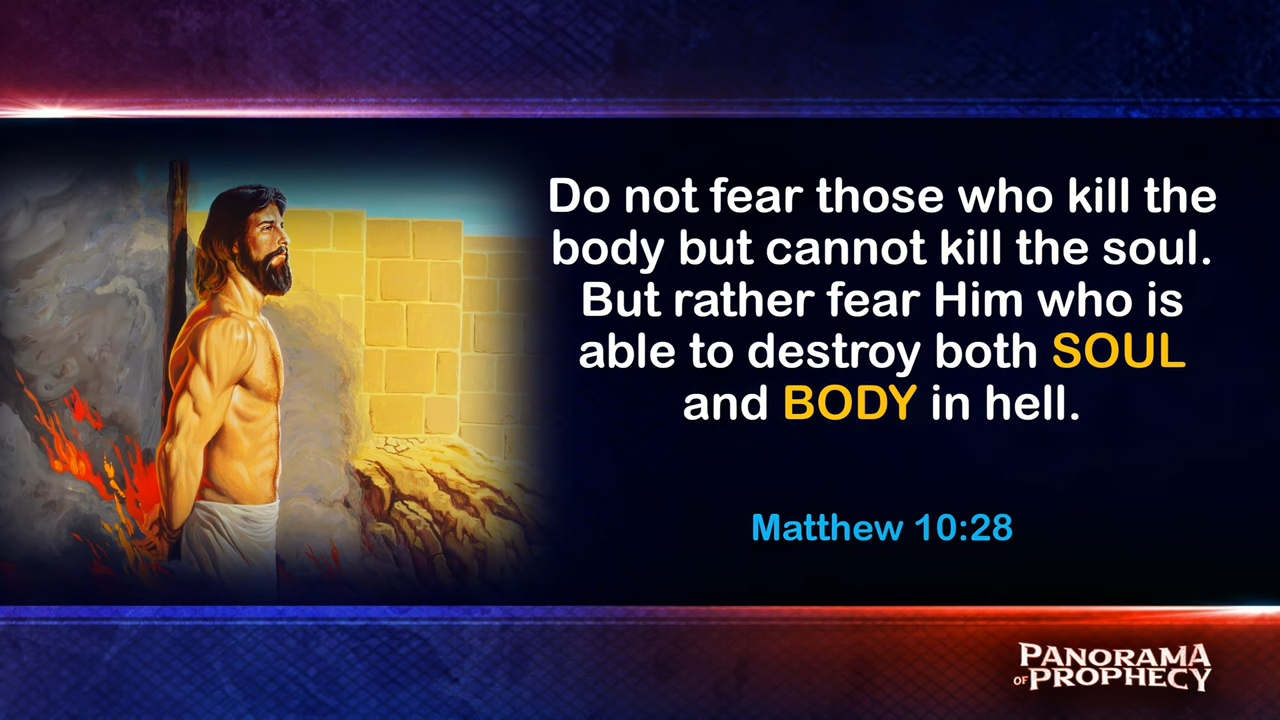 Do not fear those who kill the
body but cannot kill the soul.
But rather fear Him who is
able to destroy both SOUL
and BODY in hell.
Matthew 10:28
PANORAMA
OF PROPHECY